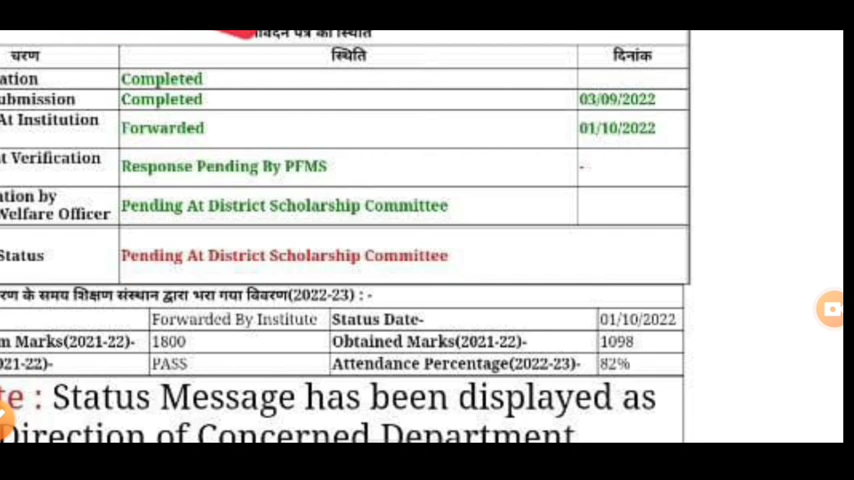 आवेदन पत्र की स्थिति
चरण स्थिति दिनांक
ation Completed
ubmission Completed 03/09/2022
At Institution Forwarded 01/10/2022
t Verification Response Pending By PFMS -
ation by
Welfare Officer Pending At District Scholarship Committee
Status Pending At District Scholarship Committee
रण के समय शिक्षण संस्थान द्वारा भरा गया विवरण(2022-23) : -
Forwarded By Institute Status Date- 01/10/2022
m Marks(2021-22)- 1800 Obtained Marks(2021-22)- 1098
021-22)- PASS Attendance Percentage(2022-23)- 82%
te : Status Message has been displayed as
Direction of Concerned Department